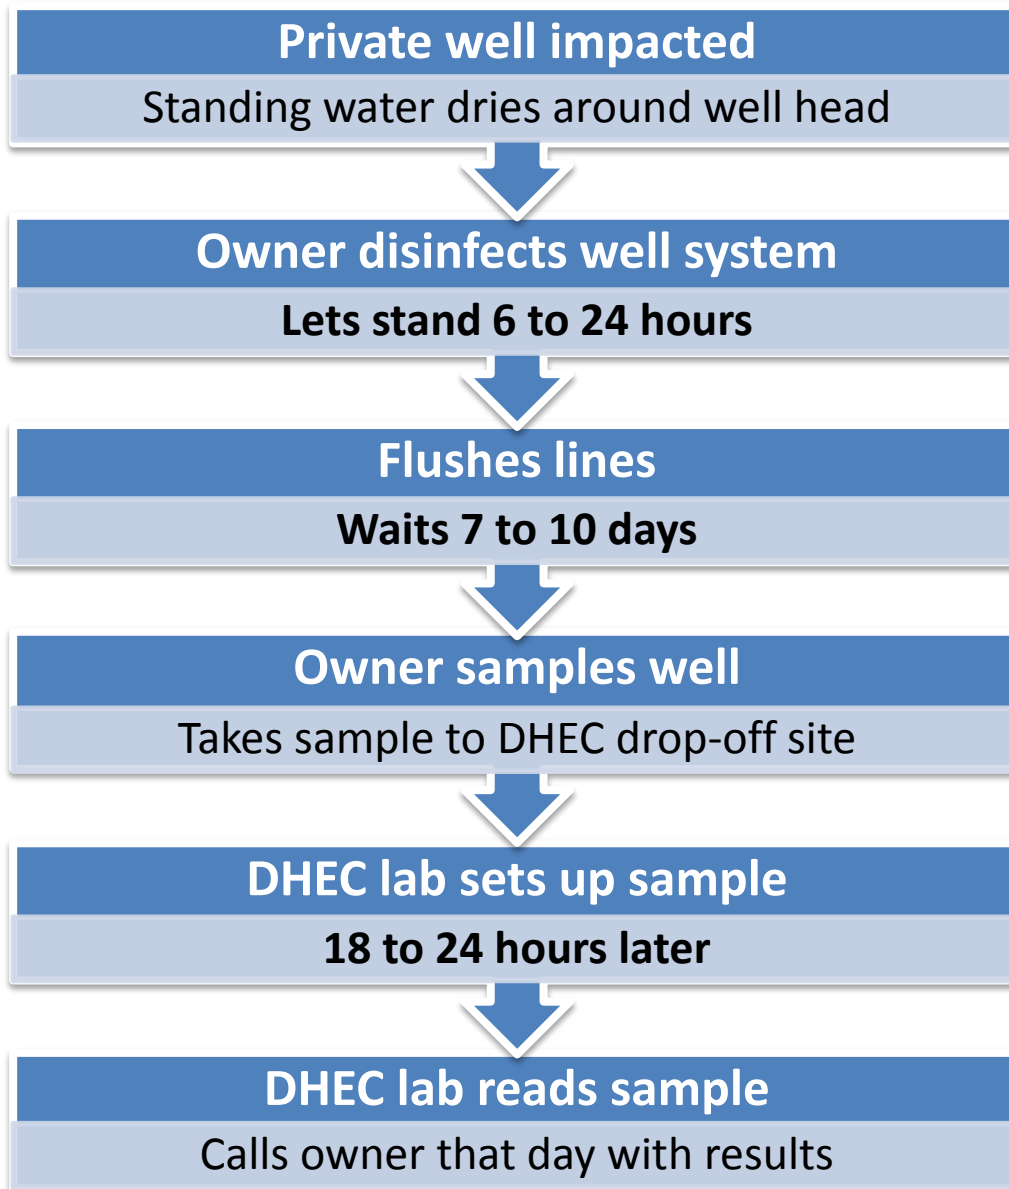 Private well impacted
Standing water dries around well head
Owner disinfects well system
Lets stand 6 to 24 hours
Flushes lines
Waits 7 to 10 days
Owner samples well
Takes sample to DHEC drop-off site
DHEC lab sets up sample
18 to 24 hours later
DHEC lab reads sample
Calls owner that day with results